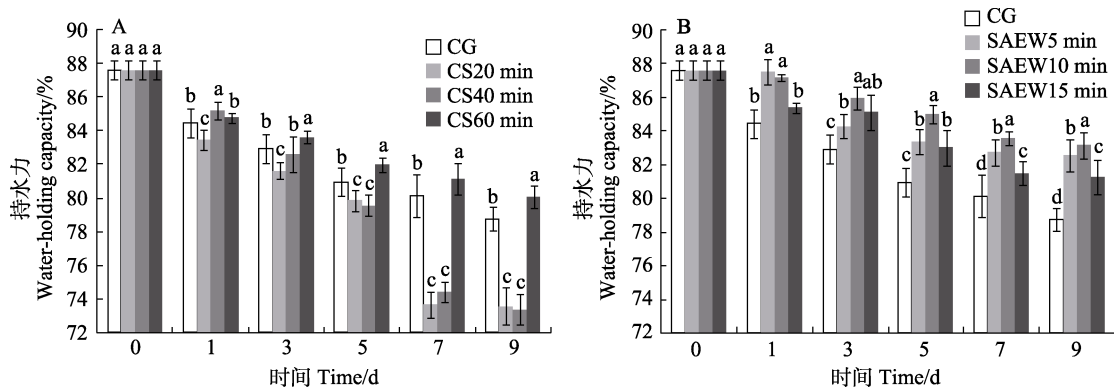 A
CG
CS20 min
CS40 min
CS60 min
90
88
86
84
82
80
78
76
74
72
持水力
Water-holding capacity/%
a a a a
b c a b
b c b a
b c c a
b c c a
b c c a
0 1 3 5 7 9
时间 Time/d
B
CG
SAEW5 min
SAEW10 min
SAEW15 min
90
88
86
84
82
80
78
76
74
72
持水力
Water-holding capacity/%
a a a a
b a a b
c b a ab
c b a b
d b a c
d b a c
0 1 3 5 7 9
时间 Time/d